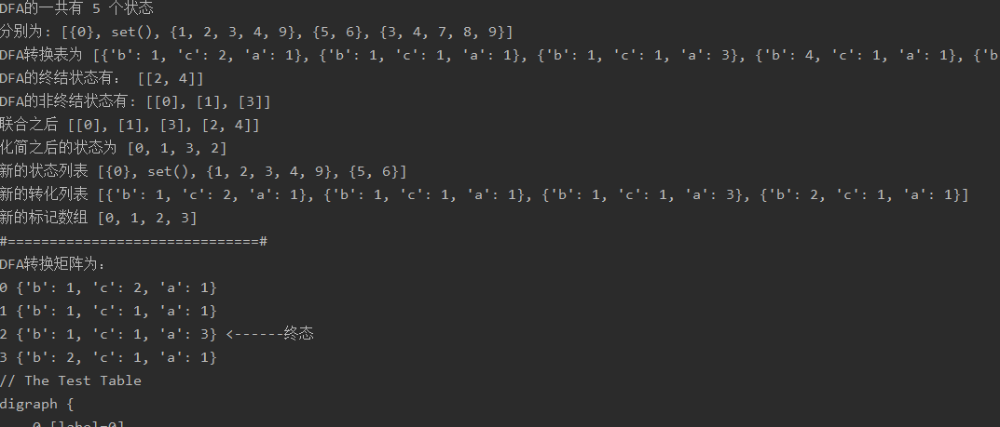 DFA的一共有 5 个状态
分别为: [{0}, set(), {1, 2, 3, 4, 9}, {5, 6}, {3, 4, 7, 8, 9}]
DFA转换表为 [{'b': 1, 'c': 2, 'a': 1}, {'b': 1, 'c': 1, 'a': 1}, {'b': 1, 'c': 1, 'a': 3}, {'b': 4, 'c': 1, 'a': 1}, {'b
DFA的终结状态有： [[2, 4]]
DFA的非终结状态有: [[0], [1], [3]]
联合之后 [[0], [1], [3], [2, 4]]
化简之后的状态为 [0, 1, 3, 2]
新的状态列表 [{0}, set(), {1, 2, 3, 4, 9}, {5, 6}]
新的转化列表 [{'b': 1, 'c': 2, 'a': 1}, {'b': 1, 'c': 1, 'a': 1}, {'b': 1, 'c': 1, 'a': 3}, {'b': 2, 'c': 1, 'a': 1}]
新的标记数组 [0, 1, 2, 3]
#==============================#
DFA转换矩阵为：
0 {'b': 1, 'c': 2, 'a': 1}
1 {'b': 1, 'c': 1, 'a': 1}
2 {'b': 1, 'c': 1, 'a': 3} <------终态
3 {'b': 2, 'c': 1, 'a': 1}
// The Test Table
digraph {
0 [label=0]